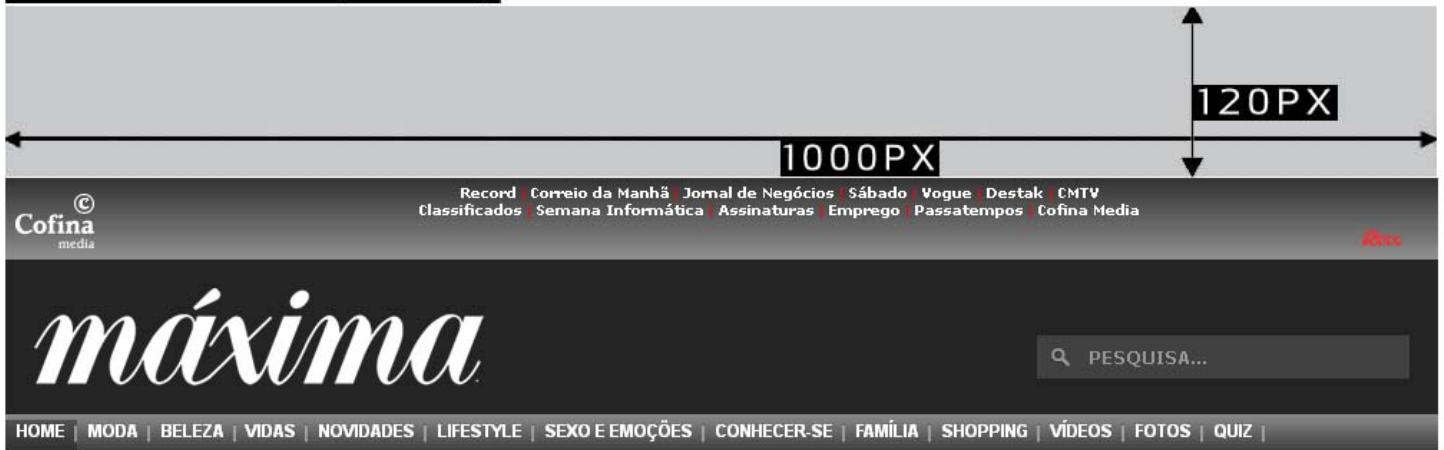 120PX
1000PX
Record | Correio da Manhã | Jornal de Negócios | Sábado | Vogue | Destak | CMTV
Classificados | Semana Informática | Assinaturas | Emprego | Passatempos | Cofina Media
©
Cofina
media
máxima
PESQUISA...
HOME | MODA | BELEZA | VIDAS | NOVIDADES | LIFESTYLE | SEXO E EMOÇÕES | CONHECER-SE | FAMÍLIA | SHOPPING | VÍDEOS | FOTOS | QUIZ |